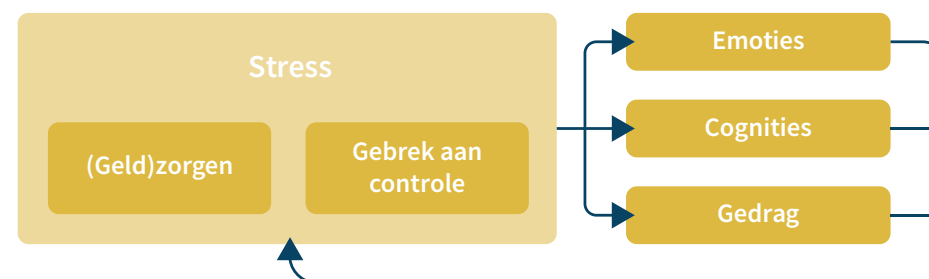 Stress
(Geld)zorgen
Gebrek aan
controle
Emoties
Cognities
Gedrag